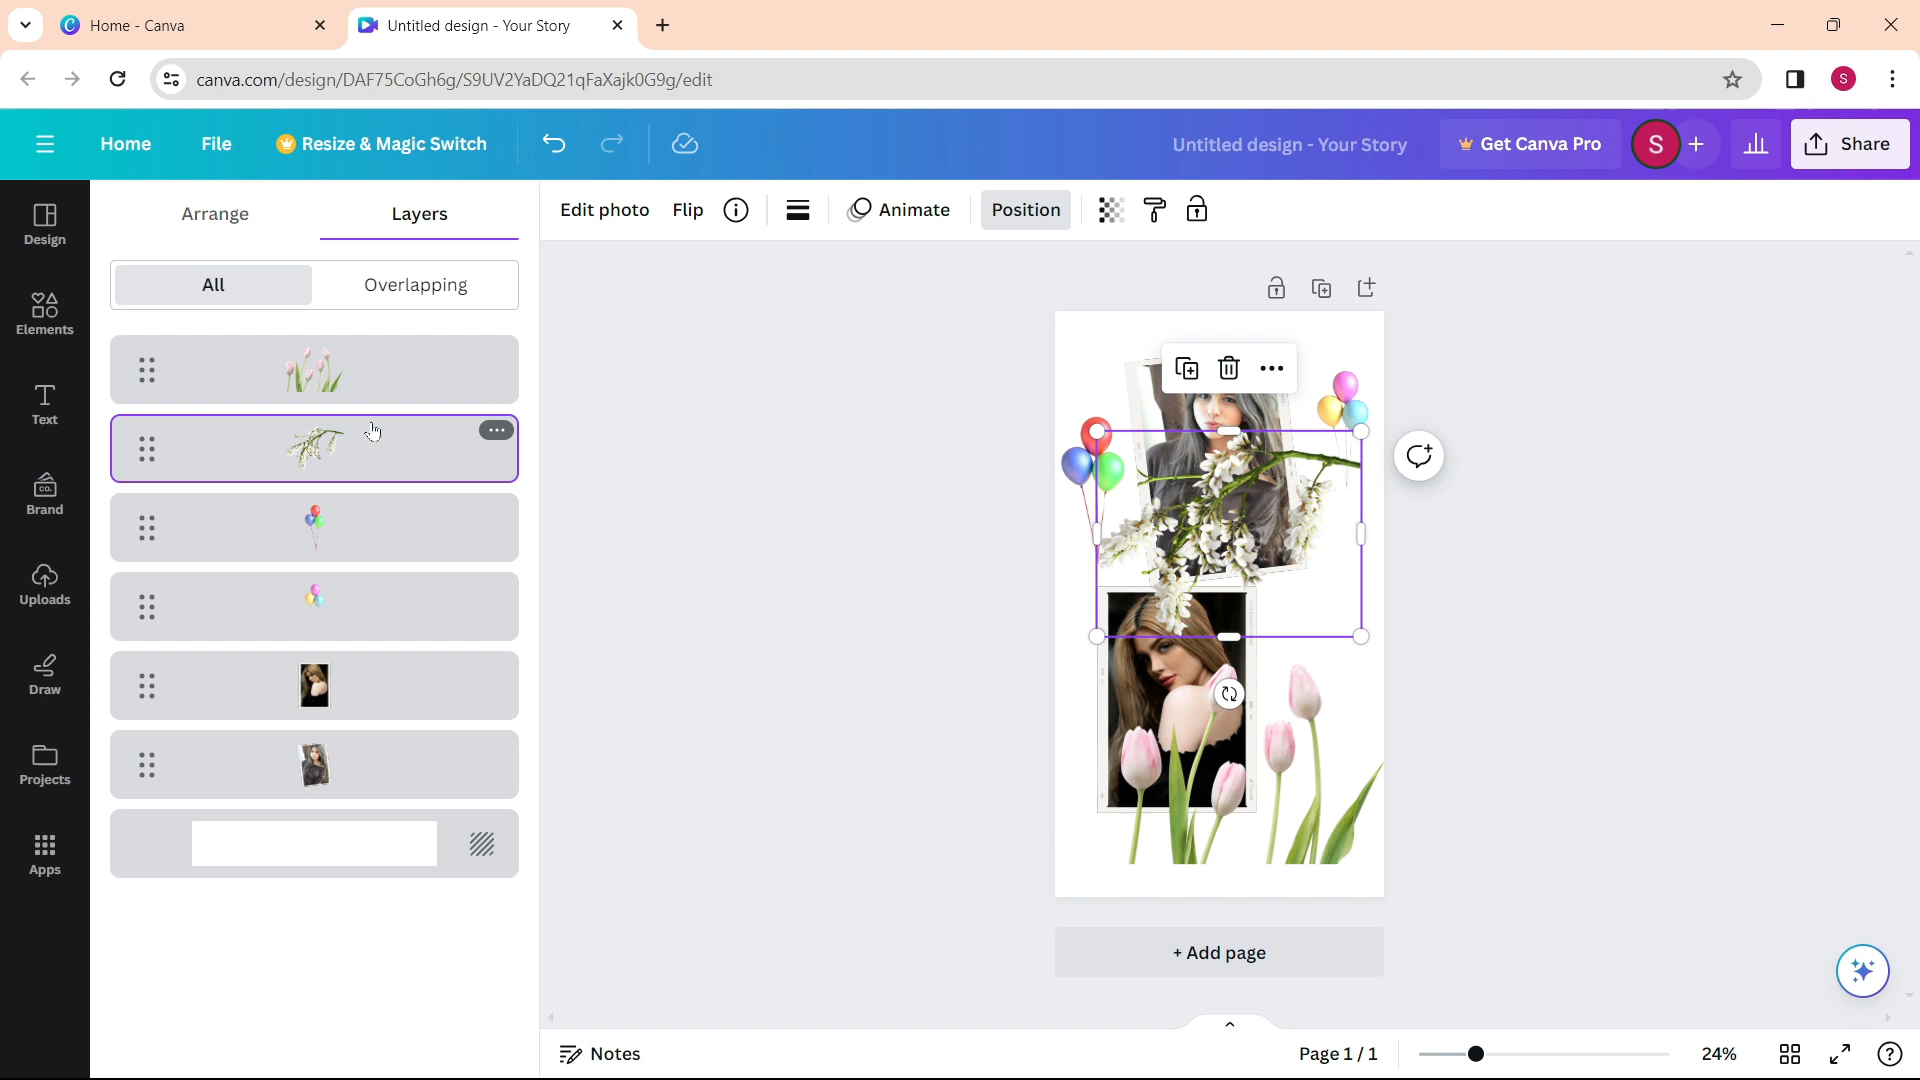 Home - Canva
Untitled design - Your Story
canva.com/design/DAF75CoGh6g/S9UV2YaDQ21qFaXajk0G9g/edit
S
Home
File
Resize & Magic Switch
Untitled design - Your Story
Get Canva Pro
S
Share
Design
Elements
Text
CO.
Brand
Uploads
Draw
Projects
Apps
Arrange
Layers
All
Overlapping
Edit photo
Flip
Animate
Position
+ Add page
Notes
Page 1 / 1
24%